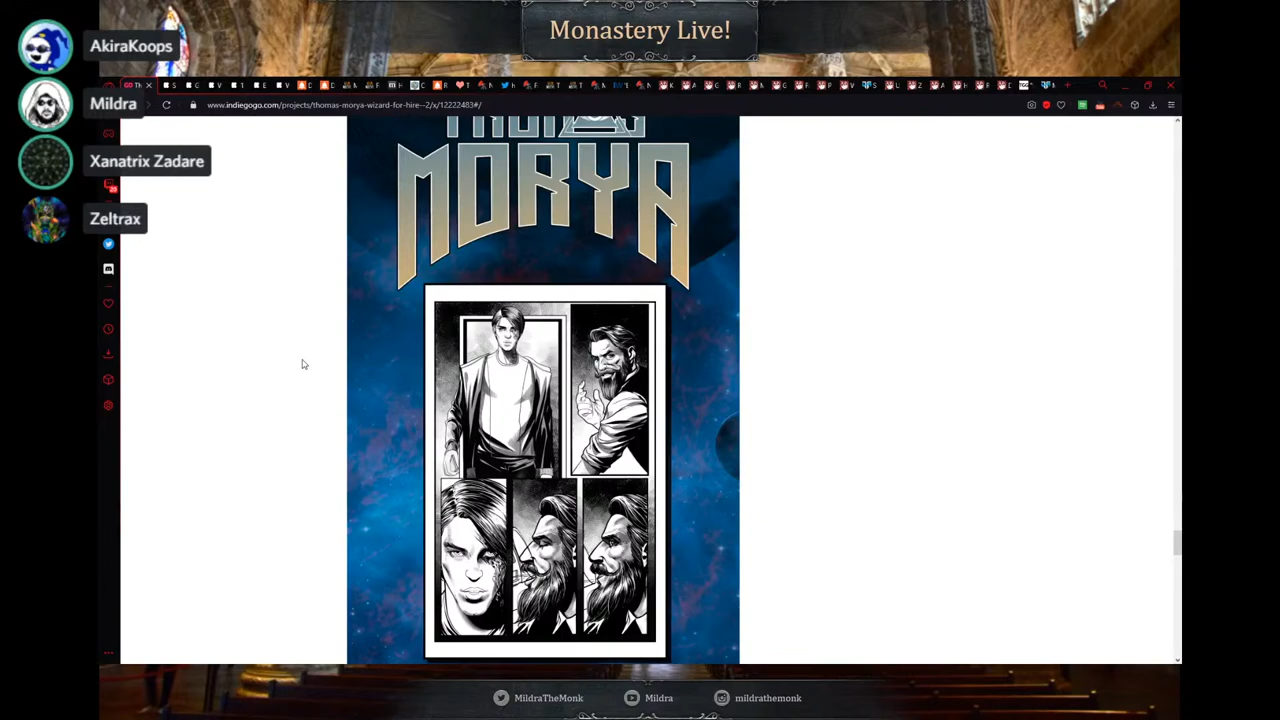 Monastery Live!
AkiraKoops
Mildra
Xanatrix Zadare
Zeltrax
www.indiegogo.com/projects/thomas-morya-wizard-for-hire--2/x/12222483#/
THOMAS
MORYA
MildraTheMonk
Mildra
mildrathemonk